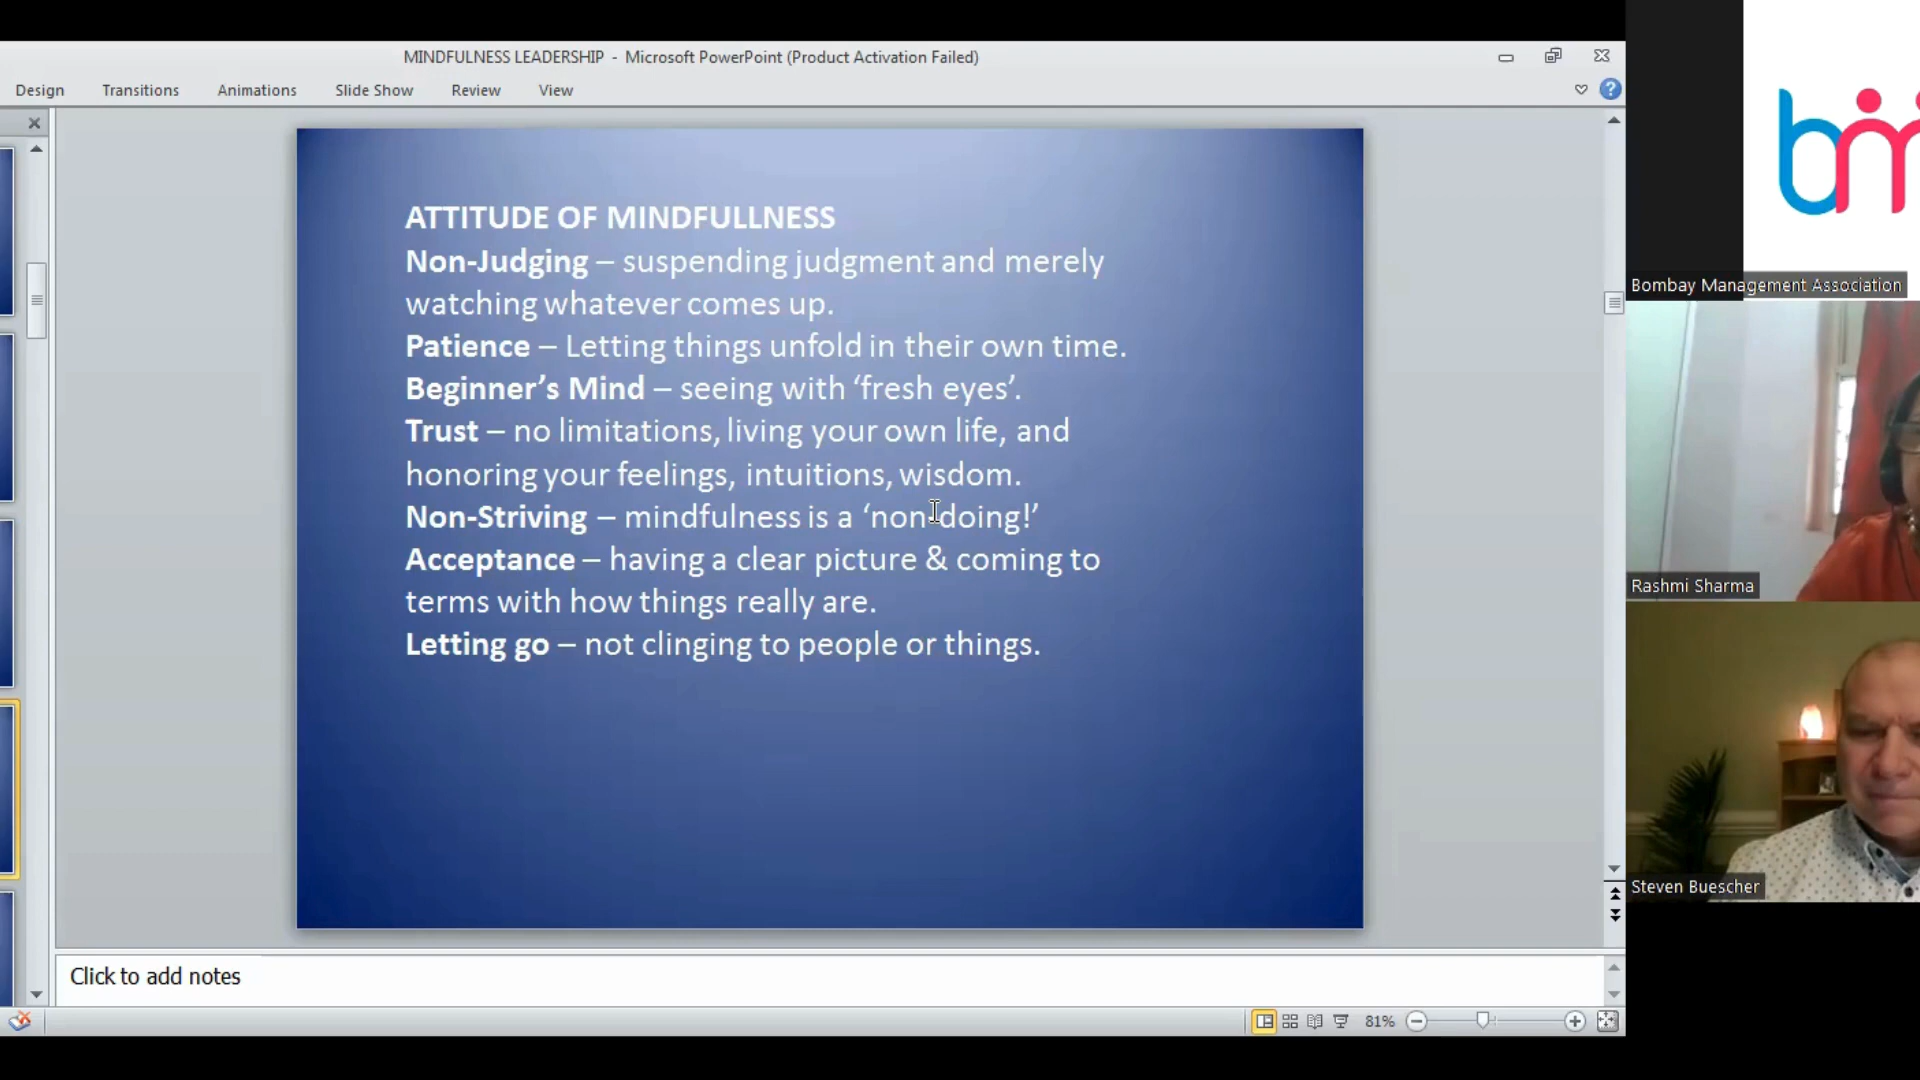 MINDFULNESS LEADERSHIP - Microsoft PowerPoint (Product Activation Failed)
Design Transitions Animations Slide Show Review View
ATTITUDE OF MINDFULLNESS
Non-Judging – suspending judgment and merely
watching whatever comes up.
Patience – Letting things unfold in their own time.
Beginner’s Mind – seeing with ‘fresh eyes’.
Trust – no limitations, living your own life, and
honoring your feelings, intuitions, wisdom.
Non-Striving – mindfulness is a ‘non-doing!’
Acceptance – having a clear picture & coming to
terms with how things really are.
Letting go – not clinging to people or things.
Click to add notes
81%
bm
Bombay Management Association
Rashmi Sharma
Steven Buescher